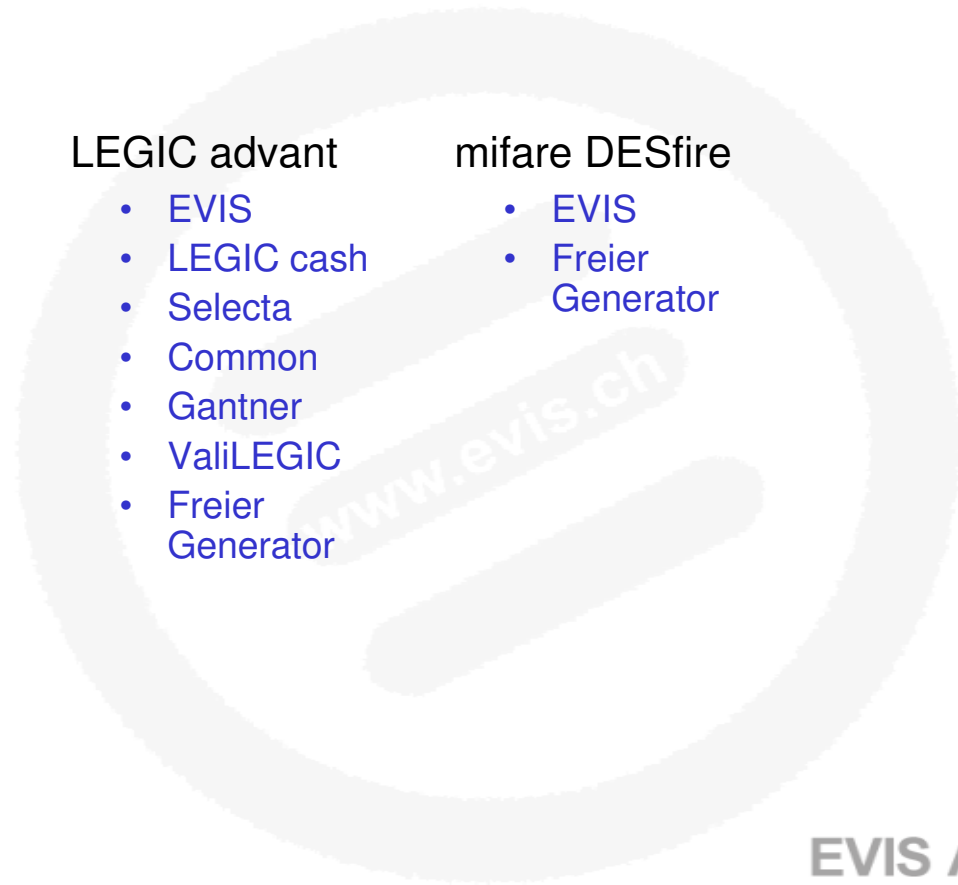 LEGIC advant
• EVIS
• LEGIC cash
• Selecta
• Common
• Gantner
• ValiLEGIC
• Freier
Generator
mifare DESfire
• EVIS
• Freier
Generator
www.evis.ch
EVIS A